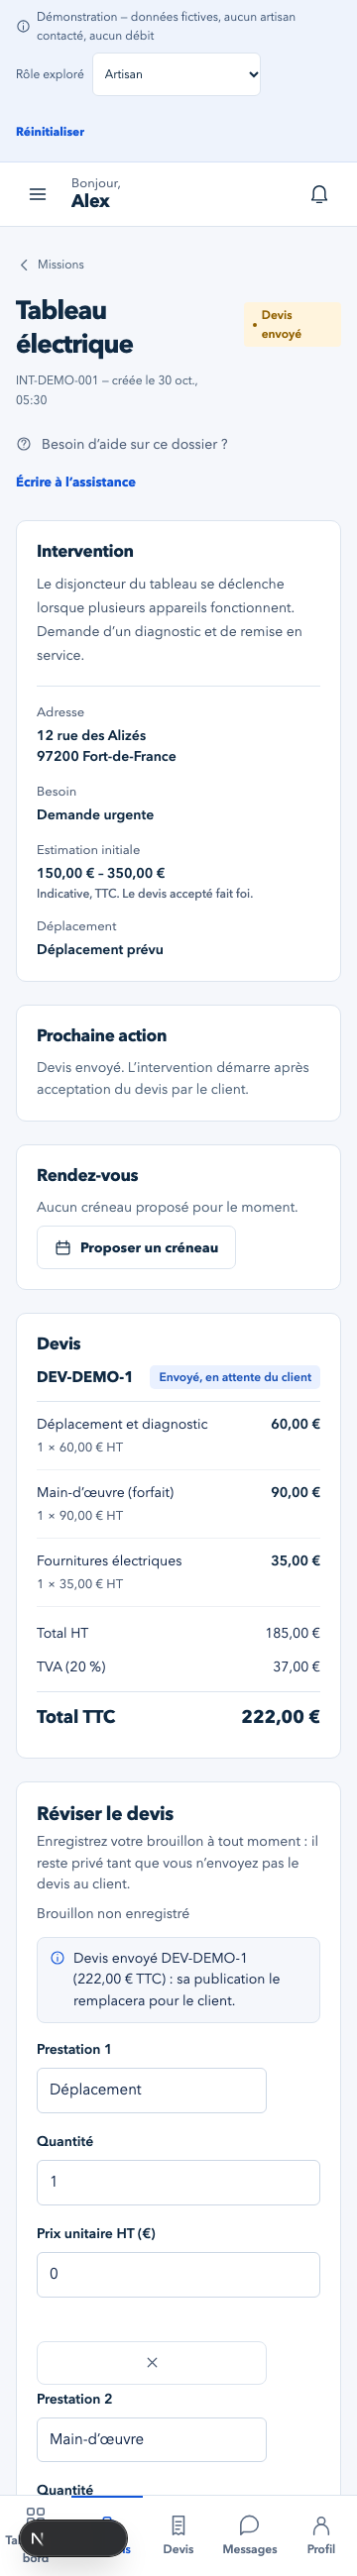 Démonstration – données fictives, aucun artisan
contacté, aucun débit
Rôle exploré
Artisan
Réinitialiser
Bonjour,
Alex
Missions
Tableau
électrique
Devis
envoyé
INT-DEMO-001 – créée le 30 oct.,
05:30
Besoin d’aide sur ce dossier ?
Écrire à l’assistance
Intervention
Le disjoncteur du tableau se déclenche
lorsque plusieurs appareils fonctionnent.
Demande d’un diagnostic et de remise en
service.
Adresse
12 rue des Alizés
97200 Fort-de-France
Besoin
Demande urgente
Estimation initiale
150,00 € – 350,00 €
Indicative, TTC. Le devis accepté fait foi.
Déplacement
Déplacement prévu
Prochaine action
Devis envoyé. L’intervention démarre après
acceptation du devis par le client.
Rendez-vous
Aucun créneau proposé pour le moment.
Proposer un créneau
Devis
DEV-DEMO-1 Envoyé, en attente du client
Déplacement et diagnostic 60,00 €
1 × 60,00 € HT
Main-d’œuvre (forfait) 90,00 €
1 × 90,00 € HT
Fournitures électriques 35,00 €
1 × 35,00 € HT
Total HT 185,00 €
TVA (20 %) 37,00 €
Total TTC 222,00 €
Réviser le devis
Enregistrez votre brouillon à tout moment : il
reste privé tant que vous n’envoyez pas le
devis au client.
Brouillon non enregistré
Devis envoyé DEV-DEMO-1
(222,00 € TTC) : sa publication le
remplacera pour le client.
Prestation 1
Déplacement
Quantité
1
Prix unitaire HT (€)
0
Prestation 2
Main-d’œuvre
Quantité
bord
Devis
Messages
Profil